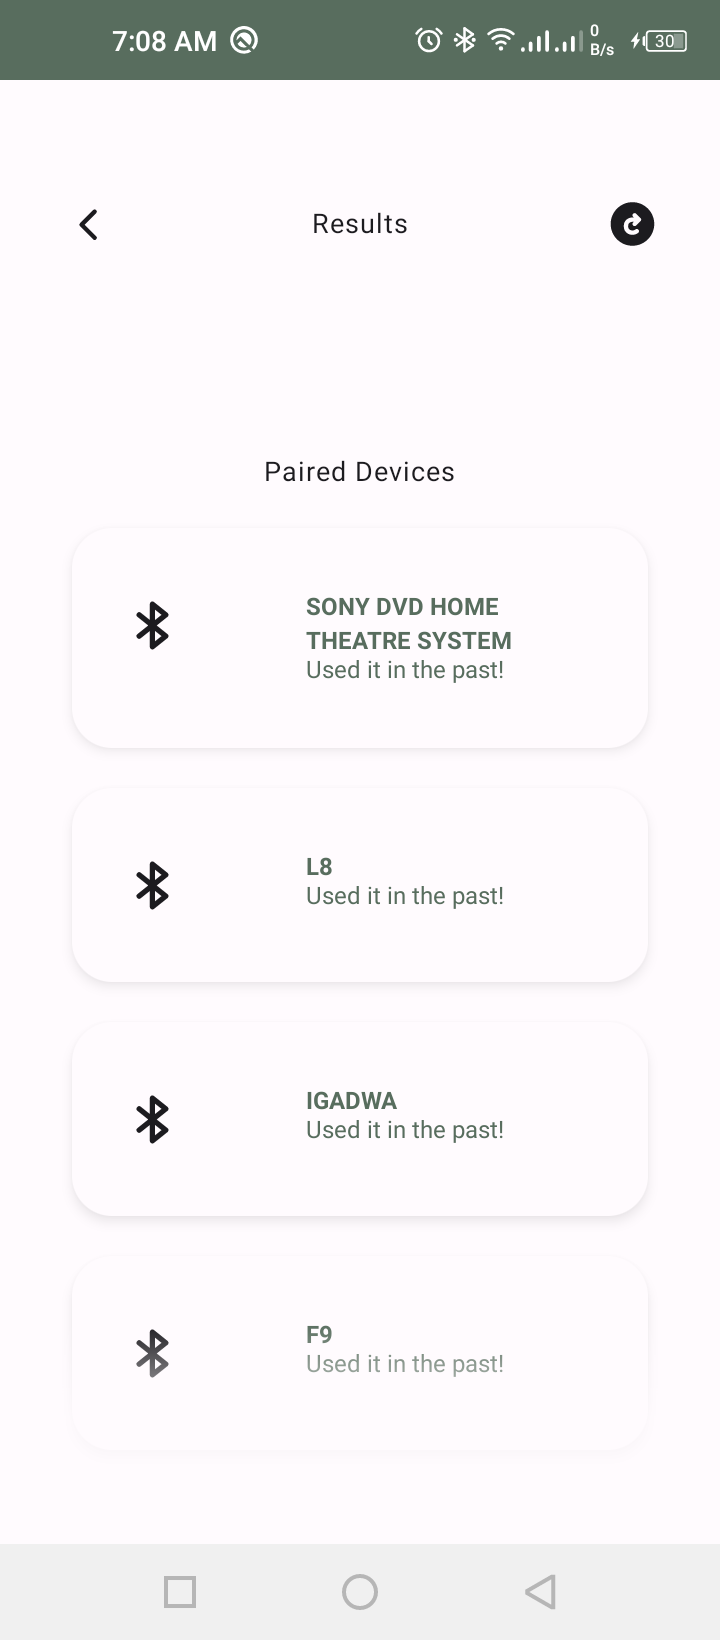 7:08 AM
0
B/s
30
Results
Paired Devices
SONY DVD HOME
THEATRE SYSTEM
Used it in the past!
L8
Used it in the past!
IGADWA
Used it in the past!
F9
Used it in the past!